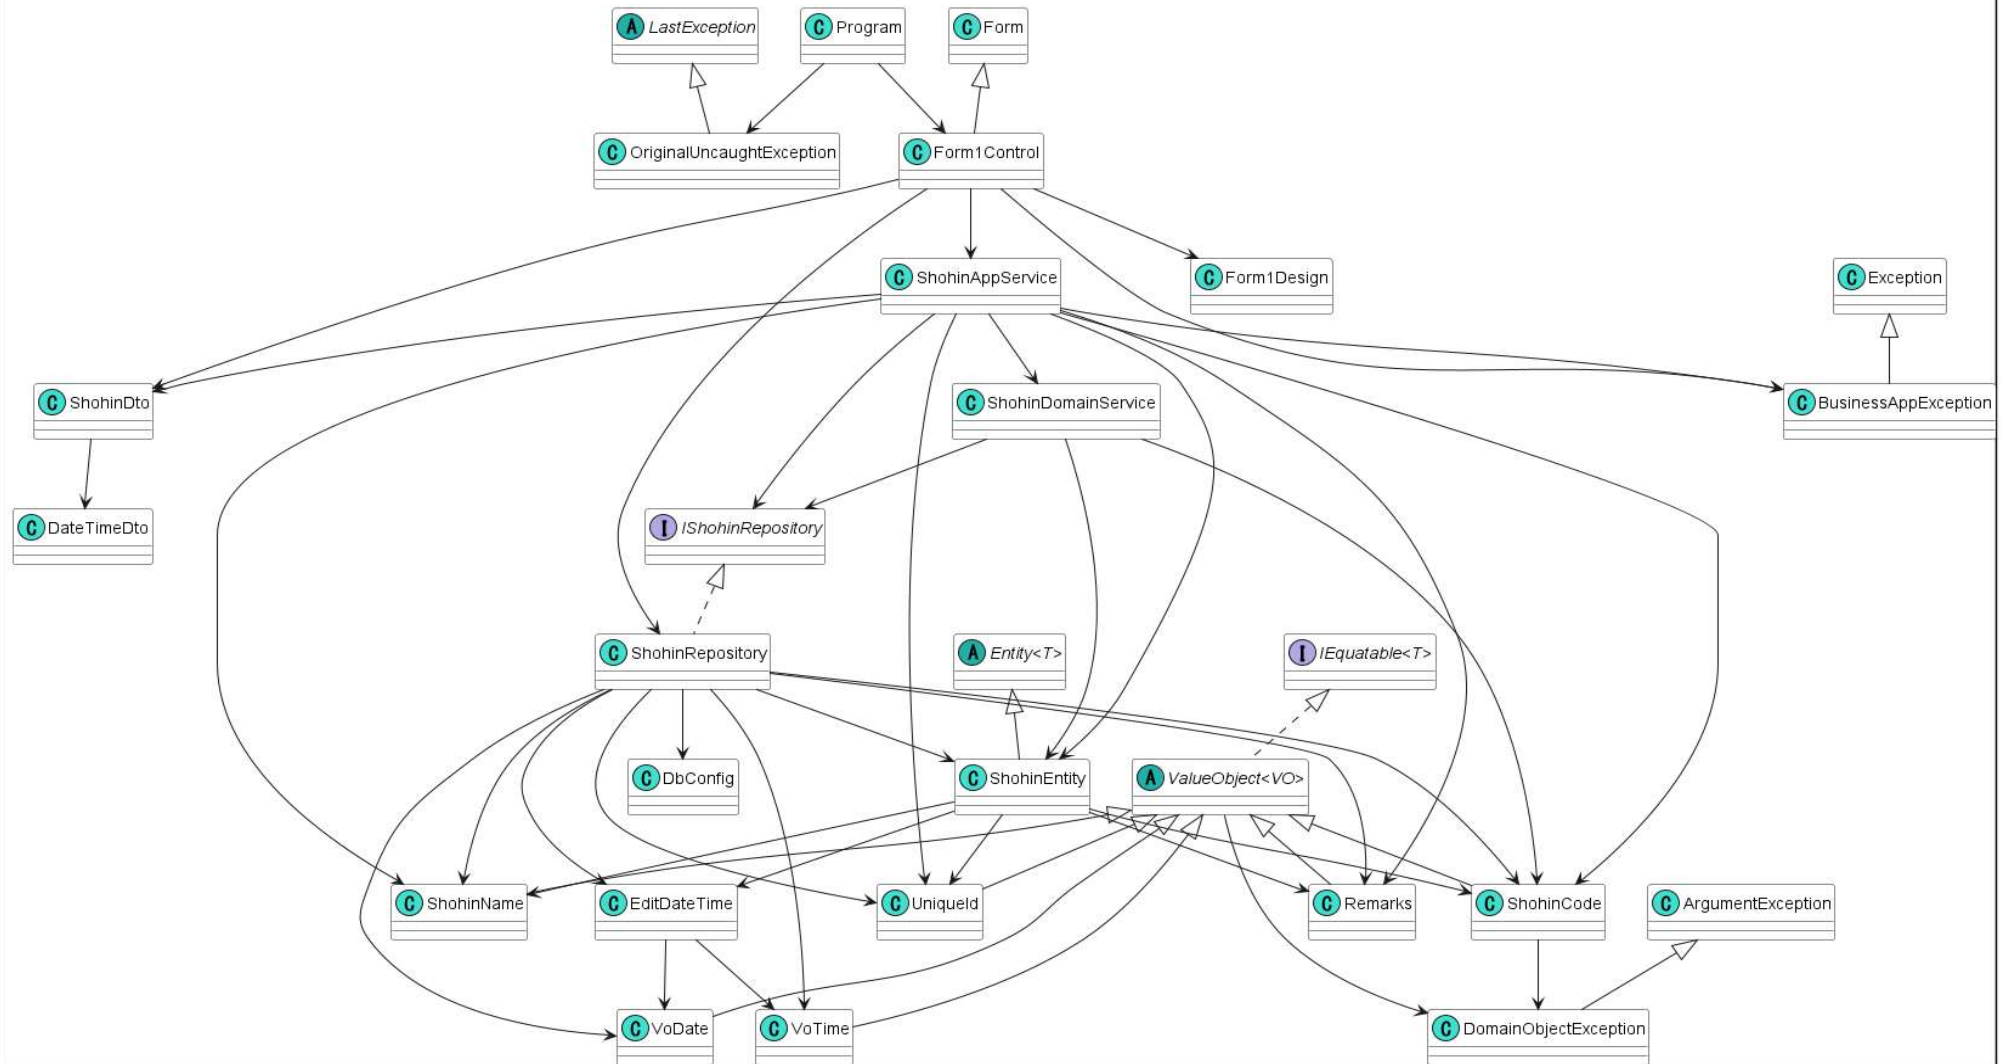 A LastException
C Program
C Form
C OriginalUncaughtException
C Form1Control
C ShohinAppService
C Form1Design
C Exception
C ShohinDto
C ShohinDomainService
C BusinessAppException
C DateTimeDto
I IShohinRepository
C ShohinRepository
A Entity<T>
I IEquatable<T>
C DbConfig
C ShohinEntity
A ValueObject<VO>
C ShohinName
C EditDateTime
C UniqueId
C Remarks
C ShohinCode
C ArgumentException
C VoDate
C VoTime
C DomainObjectException